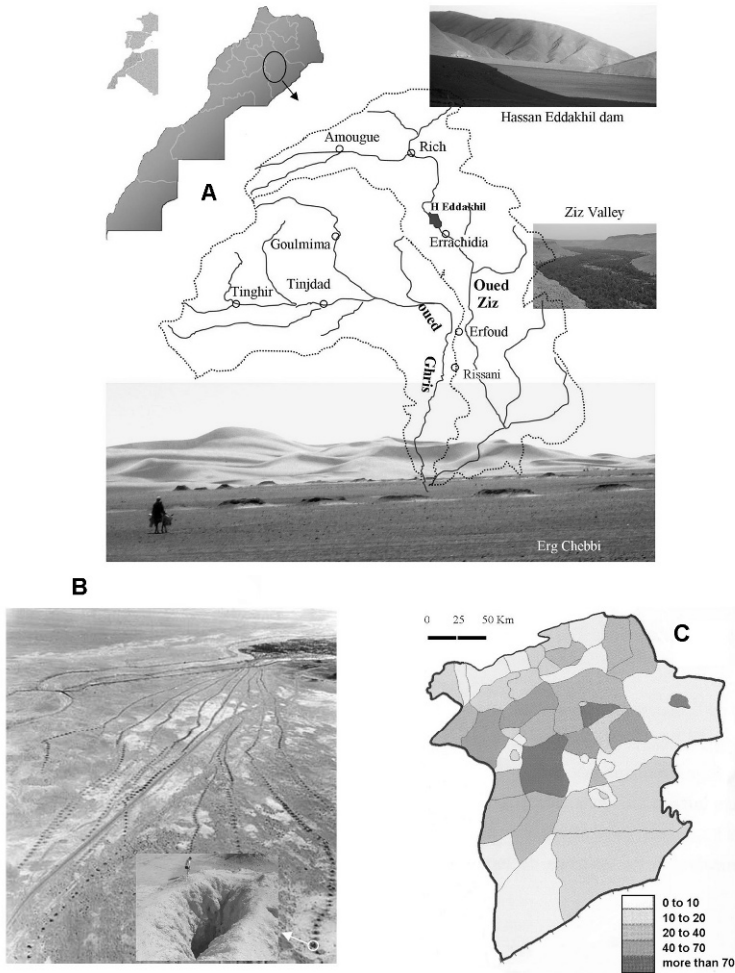 Hassan Eddakhil dam
Amougue
Rich
A
H Eddakhil
Ziz Valley
Goulmima
Errachidia
Oued
Ziz
Tinghir
Tinjdad
oued
Erfoud
Ghris
Rissani
Erg Chebbi
B
0 25 50 Km
C
0 to 10
10 to 20
20 to 40
40 to 70
more than 70